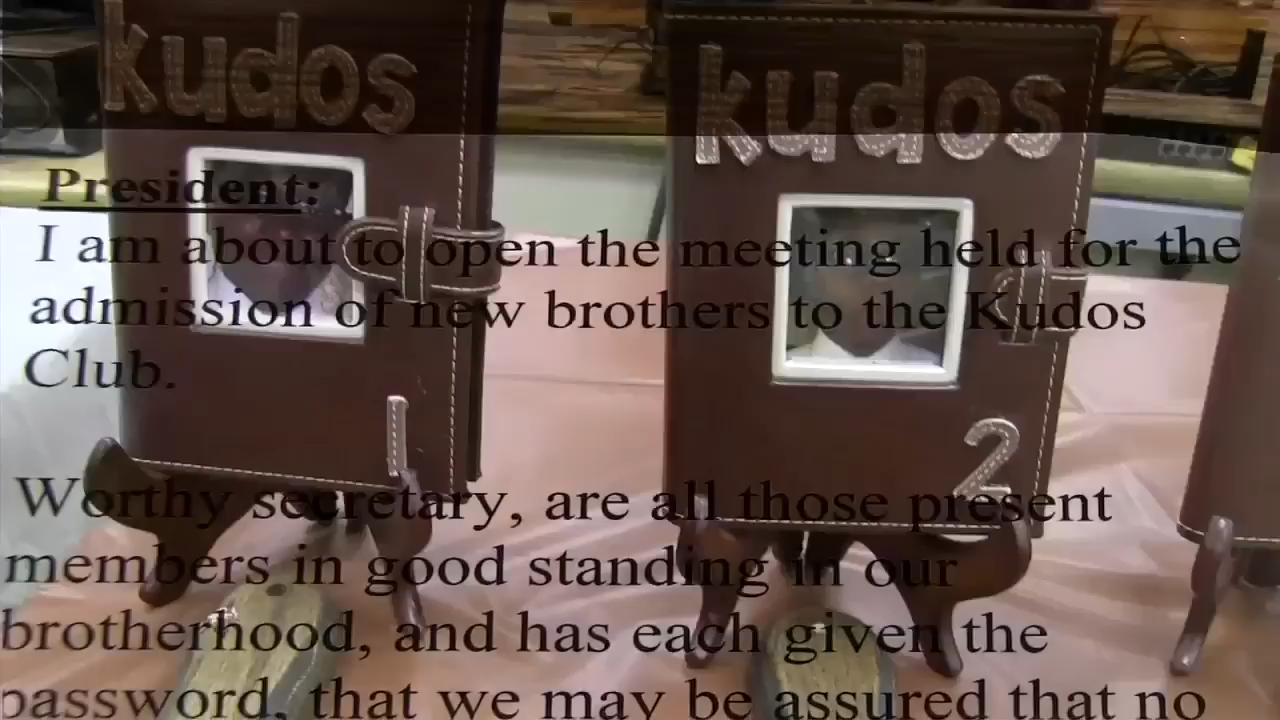 kudos kudos
President:
I am about to open the meeting held for the
admission of new brothers to the Kudos
Club.
1 2
Worthy secretary, are all those present
members in good standing in our
brotherhood, and has each given the
password, that we may be assured that no